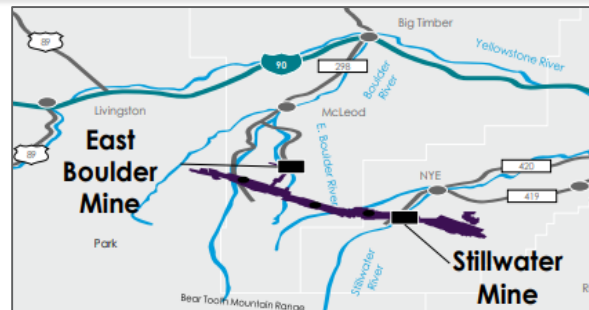 Big Timber
89
90
298
Yellowstone River
Boulder River
Livingston
McLeod
East
Boulder
Mine
89
E. Boulder River
NYE
420
419
Park
Stillwater River
Stillwater
Mine
Bear Tooth Mountain Range
R